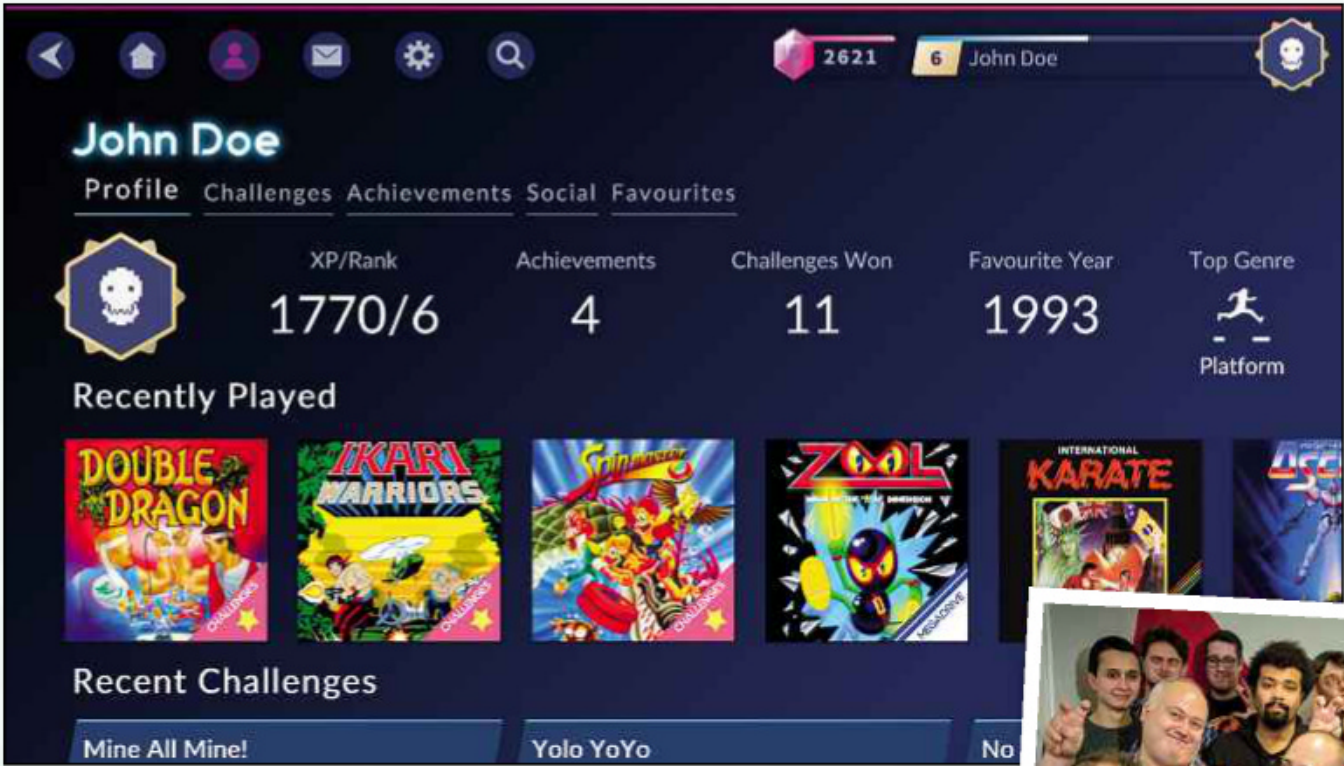 2621
6 John Doe
John Doe
Profile Challenges Achievements Social Favourites
XP/Rank Achievements Challenges Won Favourite Year Top Genre
1770/6 4 11 1993
Platform
Recently Played
DOUBLE DRAGON
CHALLENGES
IKARI WARRIORS
CHALLENGES
Spinmaster
CHALLENGES
ZOOL
MEGADRIVE
INTERNATIONAL
KARATE
Recent Challenges
Mine All Mine!
Yolo YoYo
No